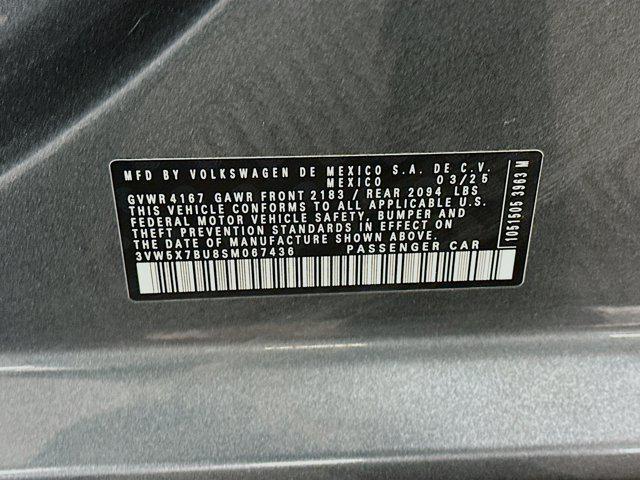 MFD BY VOLKSWAGEN DE MEXICO S.A. DE C.V.
MEXICO 03/25
GVWR 4167 GAWR FRONT 2183 / REAR 2094 LBS
THIS VEHICLE CONFORMS TO ALL APPLICABLE U.S.
FEDERAL MOTOR VEHICLE SAFETY, BUMPER AND
THEFT PREVENTION STANDARDS IN EFFECT ON
THE DATE OF MANUFACTURE SHOWN ABOVE.
3VW5X7BU8SM067436 PASSENGER CAR
1051505 3963 M